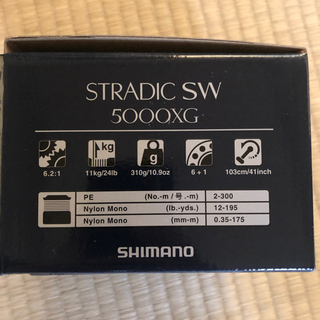 STRADIC SW
5000XG
kg
g
6.2:1 11kg/24lb 310g/10.9oz 6+1 103cm/41inch
PE (No.-m / 号.-m) 2-300
Nylon Mono (lb.-yds.) 12-195
Nylon Mono (mm-m) 0.35-175
SHIMANO